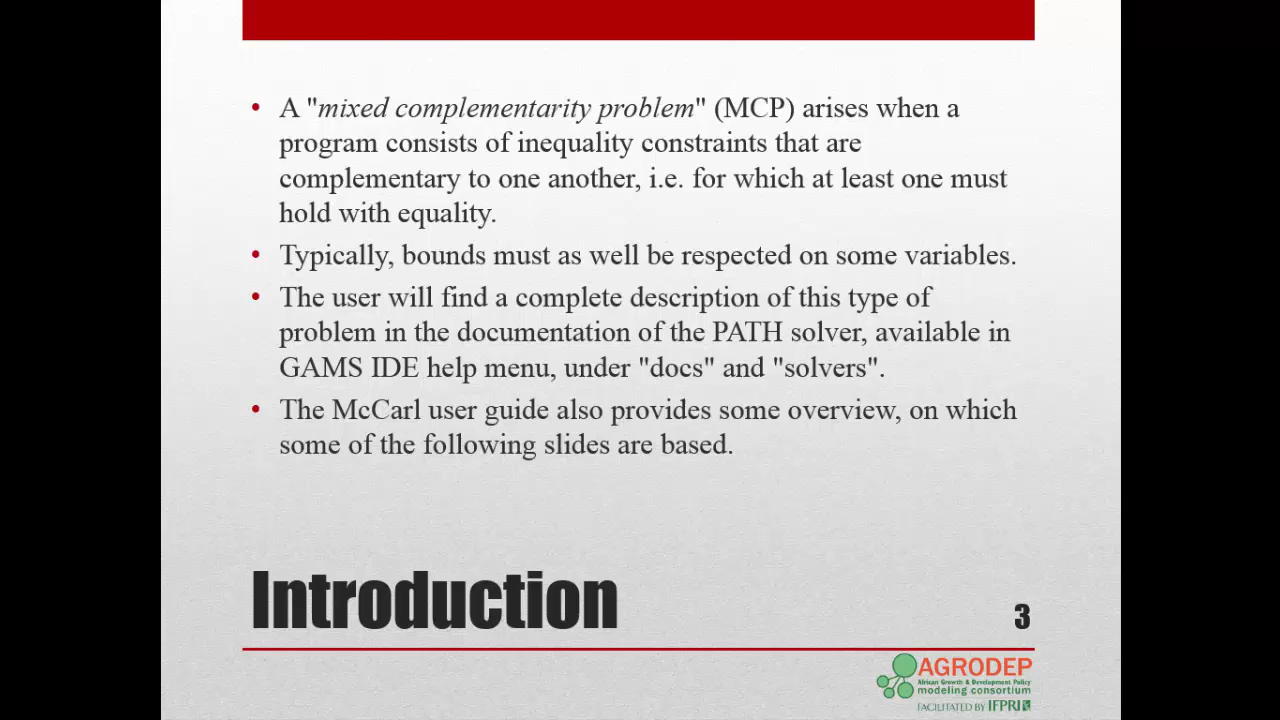 • A "mixed complementarity problem" (MCP) arises when a
program consists of inequality constraints that are
complementary to one another, i.e. for which at least one must
hold with equality.
• Typically, bounds must as well be respected on some variables.
• The user will find a complete description of this type of
problem in the documentation of the PATH solver, available in
GAMS IDE help menu, under "docs" and "solvers".
• The McCarl user guide also provides some overview, on which
some of the following slides are based.
Introduction
3
AGRODEP
African Growth & Development Policy
modeling consortium
FACILITATED BY IFPRI